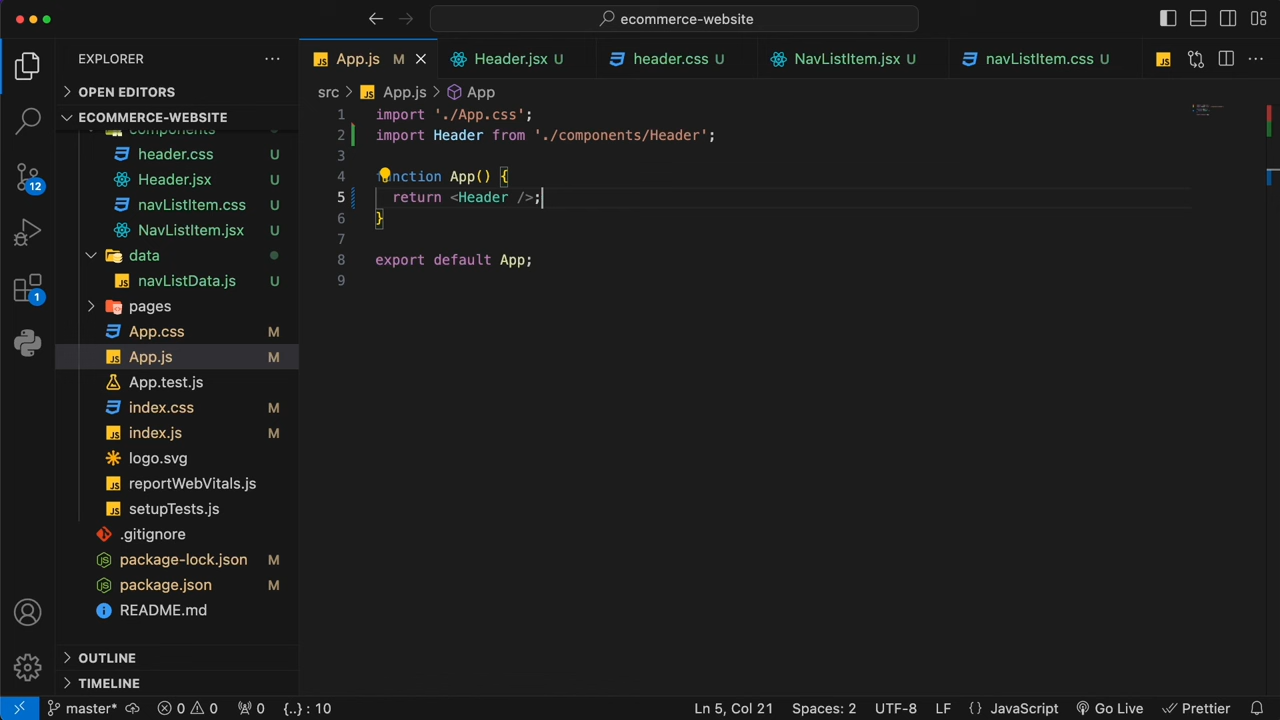 ecommerce-website
EXPLORER
OPEN EDITORS
ECOMMERCE-WEBSITE
components
header.css U
Header.jsx U
navListItem.css U
NavListItem.jsx U
data
navListData.js U
pages
App.css M
App.js M
App.test.js
index.css M
index.js M
logo.svg
reportWebVitals.js
setupTests.js
.gitignore
package-lock.json M
package.json M
README.md
OUTLINE
TIMELINE
12
1
JS App.js M
Header.jsx U
header.css U
NavListItem.jsx U
navListItem.css U
JS
src > JS App.js > App
1 import './App.css';
2 import Header from './components/Header';
3
4 nction App() {
5 return <Header />;
6 }
7
8 export default App;
9
master* 0 0 0 {..} : 10
Ln 5, Col 21 Spaces: 2 UTF-8 LF {} JavaScript Go Live Prettier